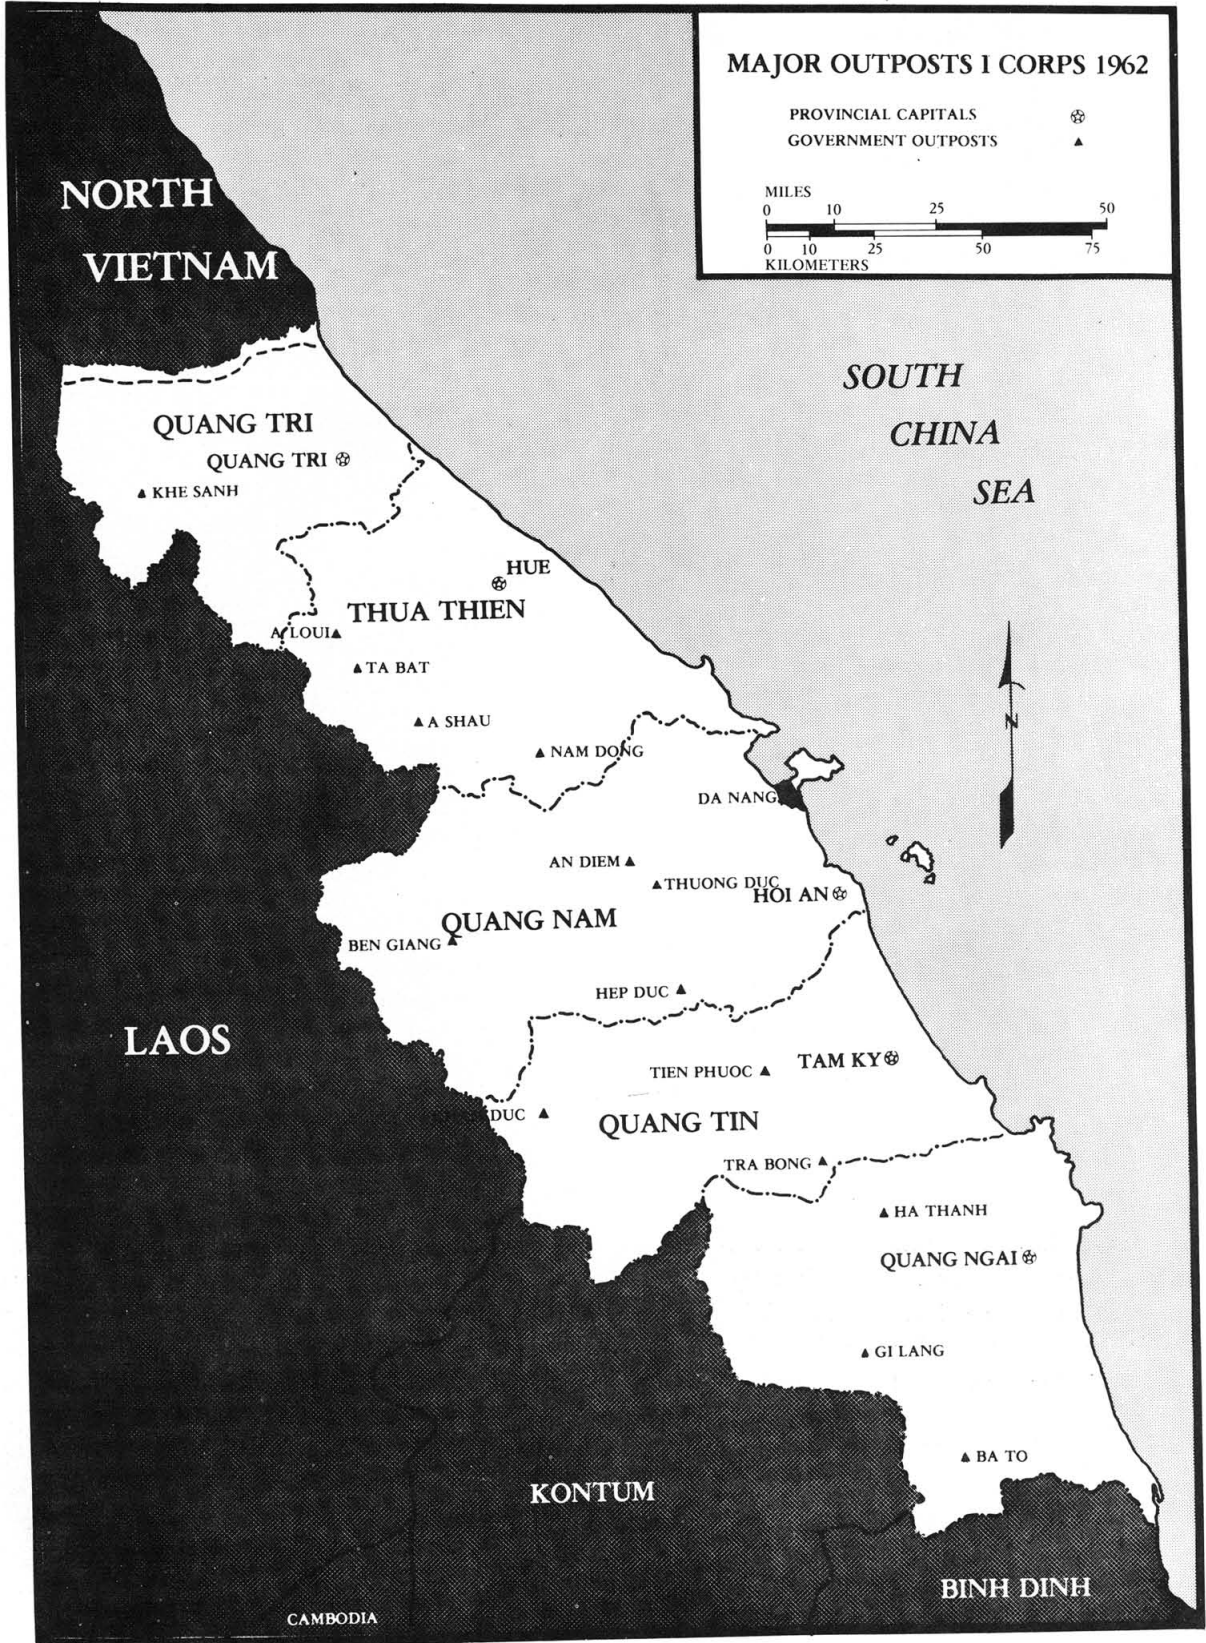 MAJOR OUTPOSTS I CORPS 1962
PROVINCIAL CAPITALS
GOVERNMENT OUTPOSTS
MILES
0 10 25 50
0 10 25 50 75
KILOMETERS
NORTH
VIETNAM
SOUTH
CHINA
SEA
QUANG TRI
QUANG TRI
KHE SANH
HUE
THUA THIEN
A LOUI
TA BAT
A SHAU
NAM DONG
N
DA NANG
AN DIEM
THUONG DUC
HOI AN
QUANG NAM
BEN GIANG
HEP DUC
LAOS
TAM KY
TIEN PHUOC
DUC
QUANG TIN
TRA BONG
HA THANH
QUANG NGAI
GI LANG
BA TO
KONTUM
BINH DINH
CAMBODIA